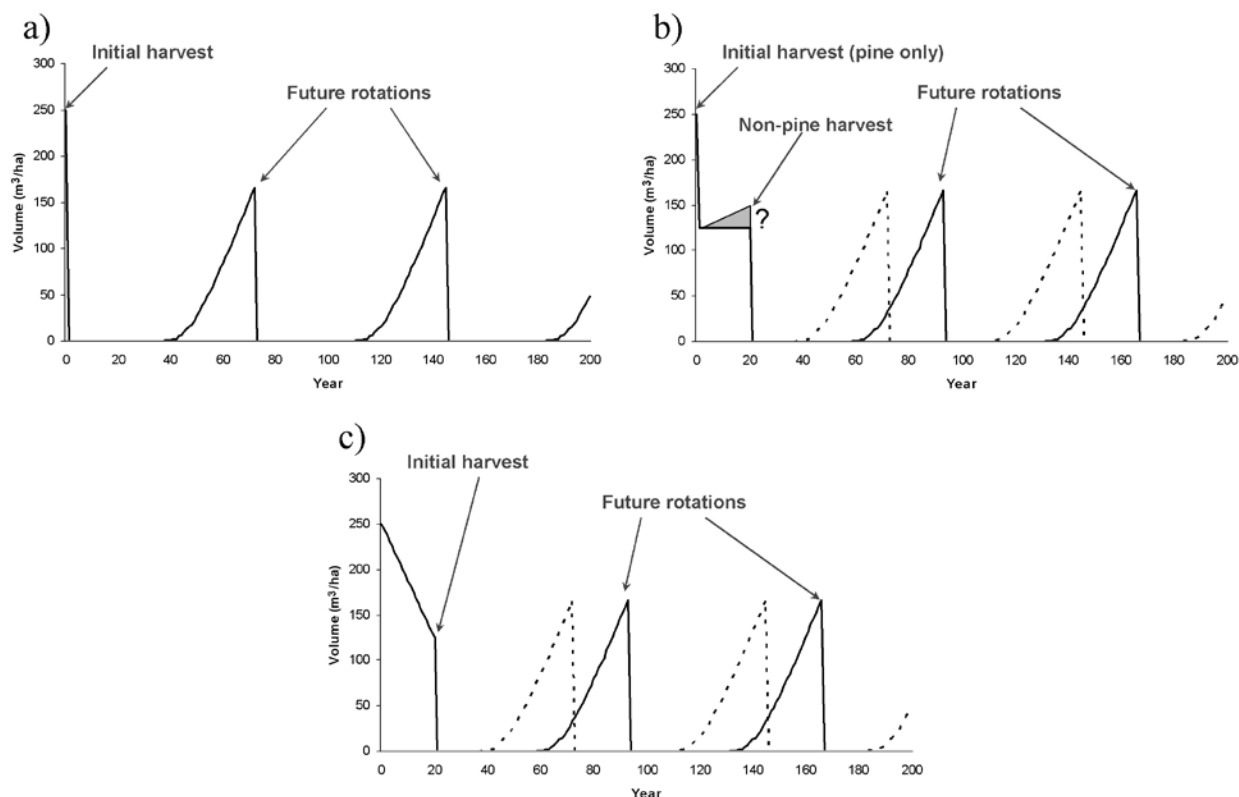 a)
Initial harvest
Future rotations
Volume (m³/ha)
300
250
200
150
100
50
0
0 20 40 60 80 100 120 140 160 180 200
Year
b)
Initial harvest (pine only)
Future rotations
Non-pine harvest
?
Volume (m³/ha)
300
250
200
150
100
50
0
0 20 40 60 80 100 120 140 160 180 200
Year
c)
Initial harvest
Future rotations
Volume (m³/ha)
300
250
200
150
100
50
0
0 20 40 60 80 100 120 140 160 180 200
Year